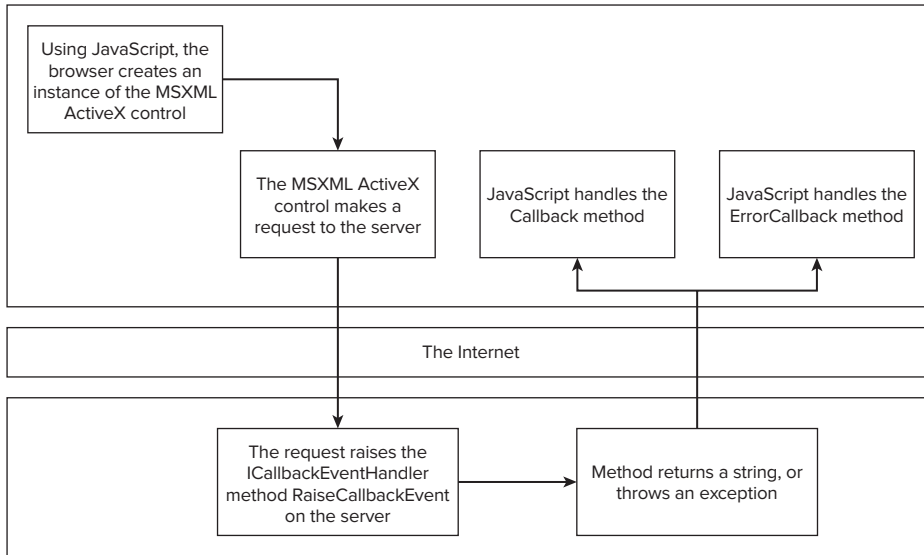 Using JavaScript, the
browser creates an
instance of the MSXML
ActiveX control
The MSXML ActiveX
control makes a
request to the server
JavaScript handles the
Callback method
JavaScript handles the
ErrorCallback method
The Internet
The request raises the
ICallbackEventHandler
method RaiseCallbackEvent
on the server
Method returns a string, or
throws an exception